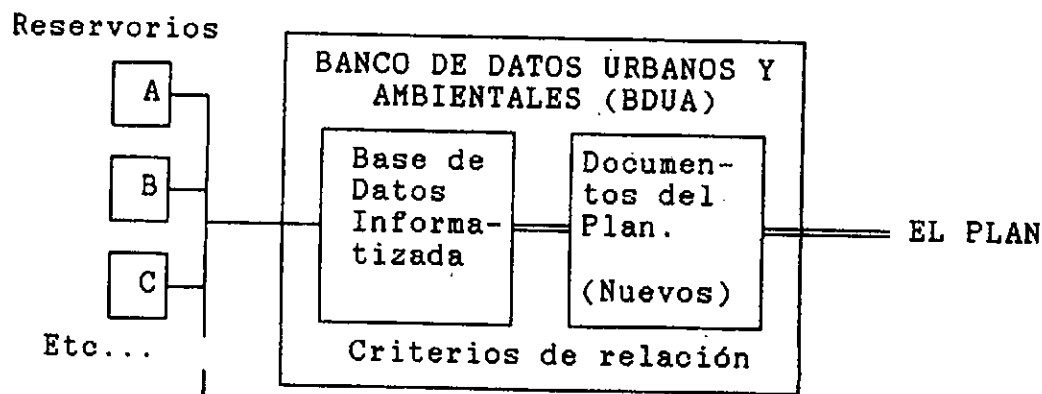 Reservorios
A
B
C
Etc...
BANCO DE DATOS URBANOS Y
AMBIENTALES (BDUA)
Base de
Datos
Informa-
tizada
Documen-
tos del
Plan.
(Nuevos)
Criterios de relación
EL PLAN